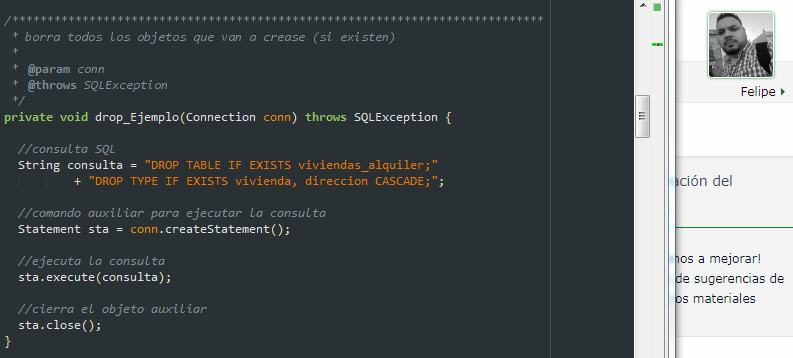 /****************************************************************************
* borra todos los objetos que van a crease (si existen)
*
* @param conn
* @throws SQLException
*/
private void drop_Ejemplo(Connection conn) throws SQLException {
//consulta SQL
String consulta = "DROP TABLE IF EXISTS viviendas_alquiler;"
+ "DROP TYPE IF EXISTS vivienda, direccion CASCADE;";
//comando auxiliar para ejecutar la consulta
Statement sta = conn.createStatement();
//ejecuta la consulta
sta.execute(consulta);
//cierra el objeto auxiliar
sta.close();
}
Felipe
ación del
mos a mejorar!
de sugerencias de
os materiales